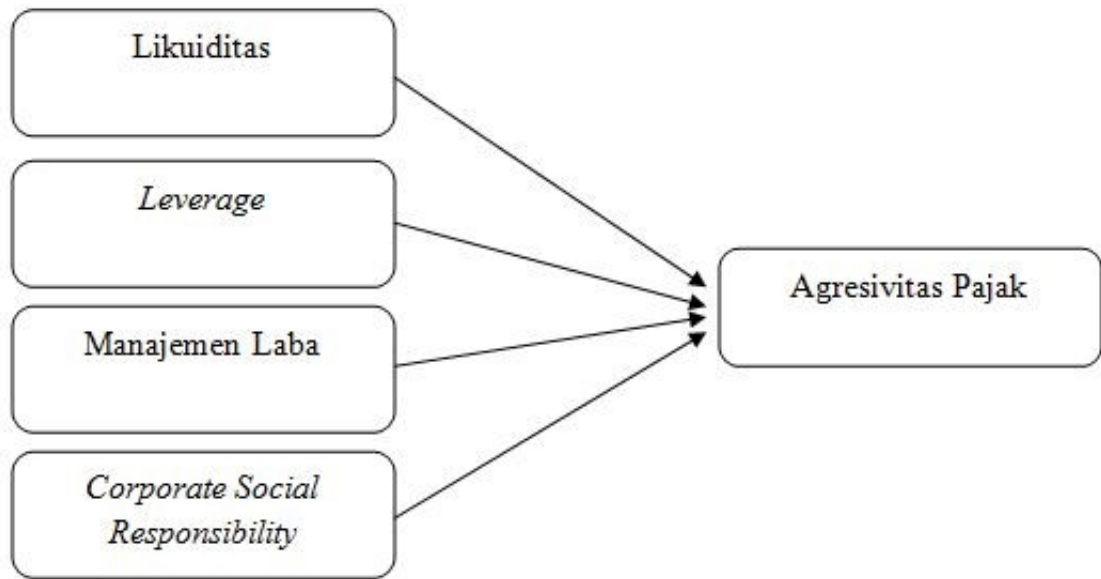 Likuiditas
Leverage
Manajemen Laba
Corporate Social
Responsibility
Agresivitas Pajak